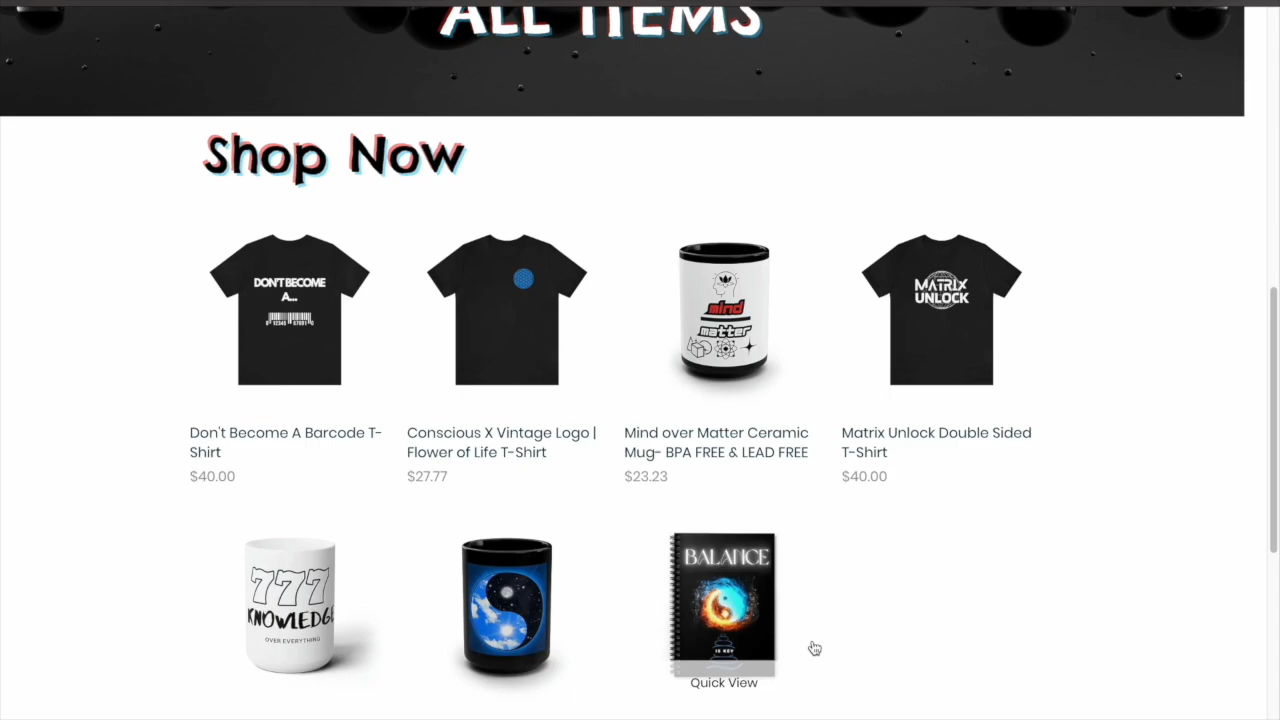 ALL ITEMS
Shop Now
DON'T BECOME
A...
mind
matter
MATRIX
UNLOCK
Don't Become A Barcode T-
Shirt
$40.00
Conscious X Vintage Logo |
Flower of Life T-Shirt
$27.77
Mind over Matter Ceramic
Mug- BPA FREE & LEAD FREE
$23.23
Matrix Unlock Double Sided
T-Shirt
$40.00
777
KNOWLEDGE
OVER EVERYTHING
BALANCE
IS KEY
Quick View